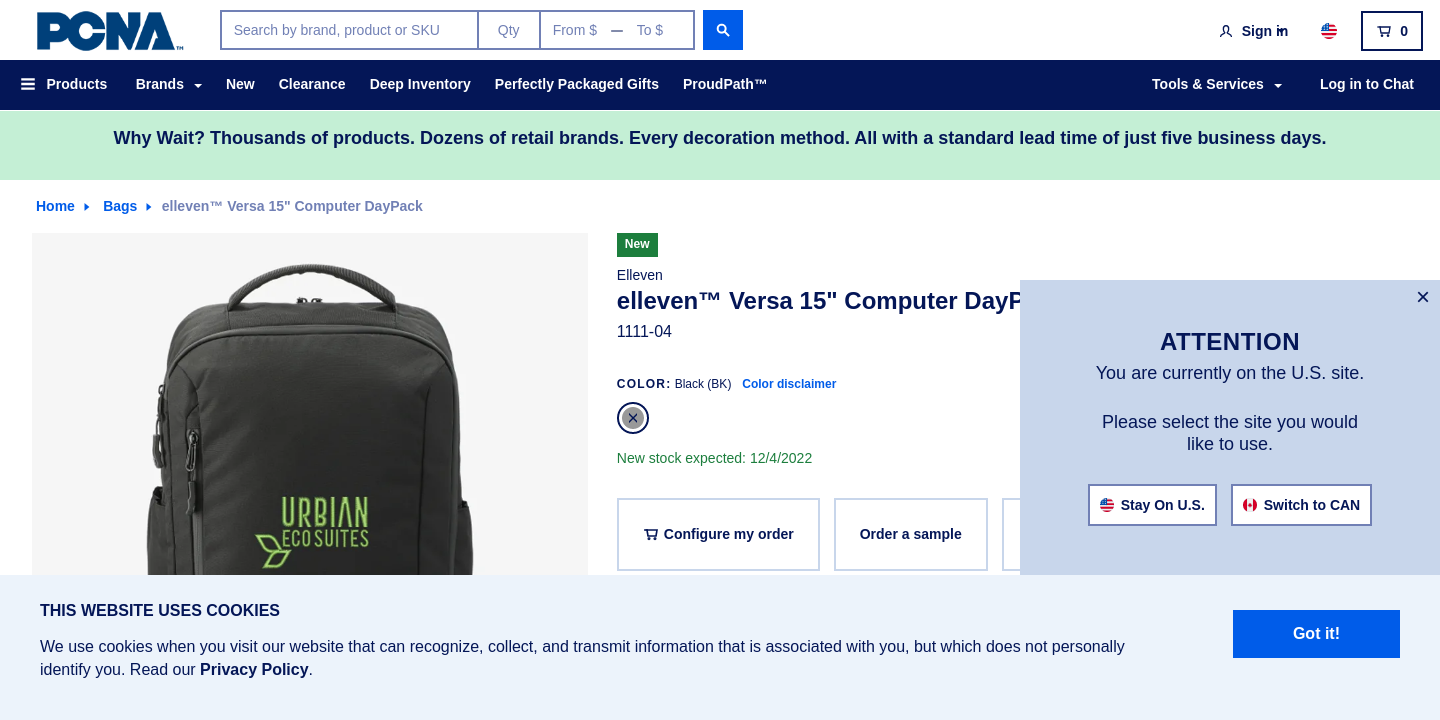 PCNA™
Search by brand, product or SKU
Qty
From $ — To $
Sign in
0
Products
Brands
New
Clearance
Deep Inventory
Perfectly Packaged Gifts
ProudPath™
Tools & Services
Log in to Chat
Why Wait? Thousands of products. Dozens of retail brands. Every decoration method. All with a standard lead time of just five business days.
Home
Bags
elleven™ Versa 15" Computer DayPack
URBIAN
ECO SUITES
New
Elleven
elleven™ Versa 15" Computer DayP
1111-04
COLOR: Black (BK) Color disclaimer
New stock expected: 12/4/2022
Configure my order
Order a sample
ATTENTION
You are currently on the U.S. site.
Please select the site you would
like to use.
Stay On U.S.
Switch to CAN
THIS WEBSITE USES COOKIES
We use cookies when you visit our website that can recognize, collect, and transmit information that is associated with you, but which does not personally
identify you. Read our Privacy Policy.
Got it!